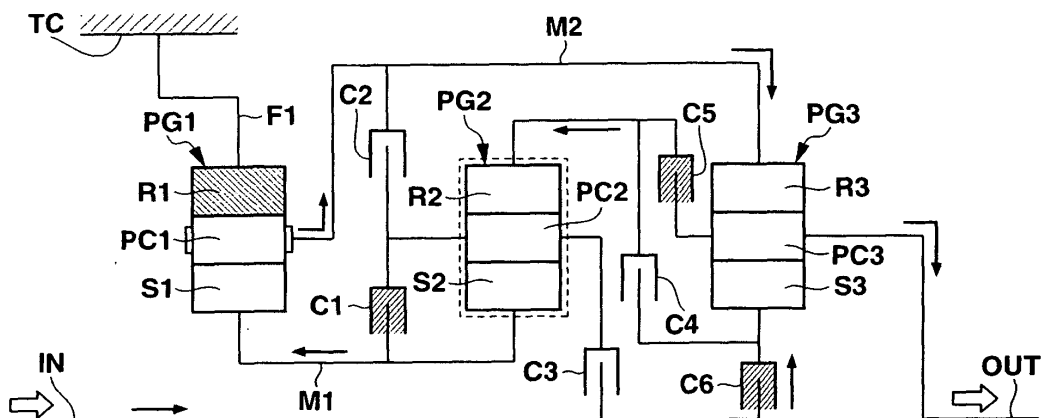 TC
M2
F1
C2
PG2
C5
PG3
PG1
R1
R2
PC2
R3
PC1
PC3
S1
S2
S3
C1
C4
IN
M1
C3
C6
OUT